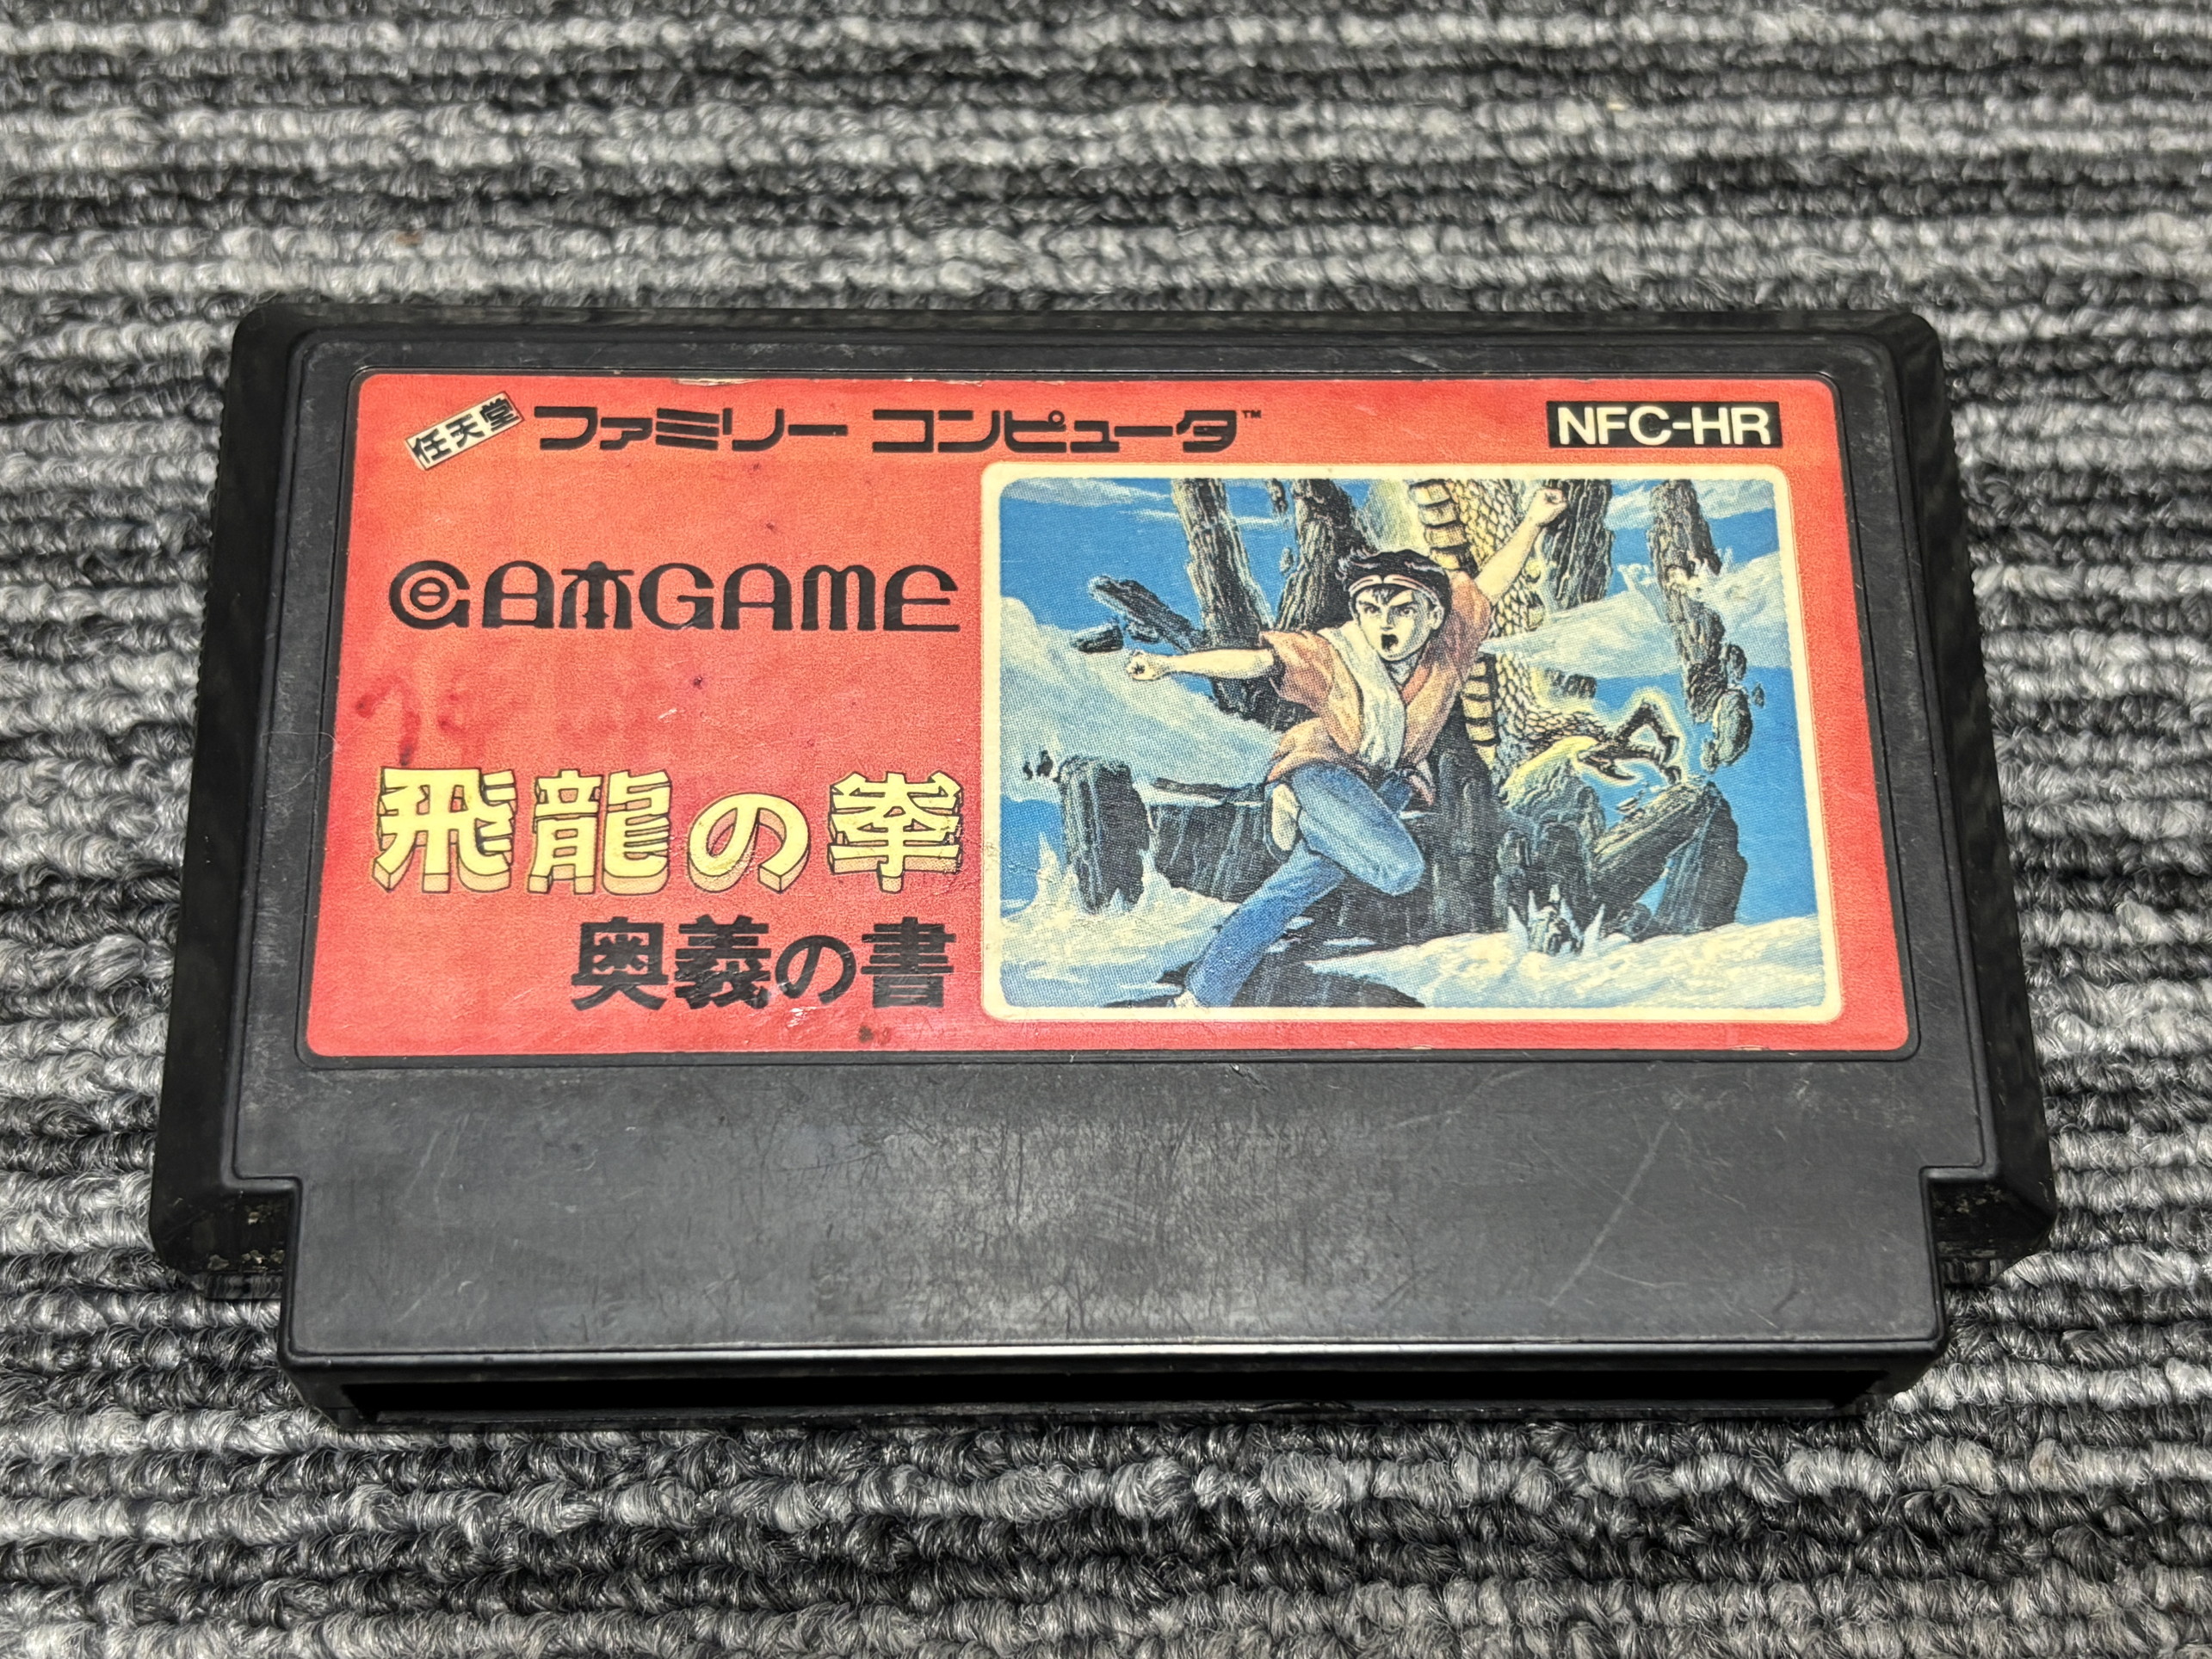 任天堂 ファミリー コンピュータ™
NFC-HR
日本GAME
飛龍の拳
奥義の書